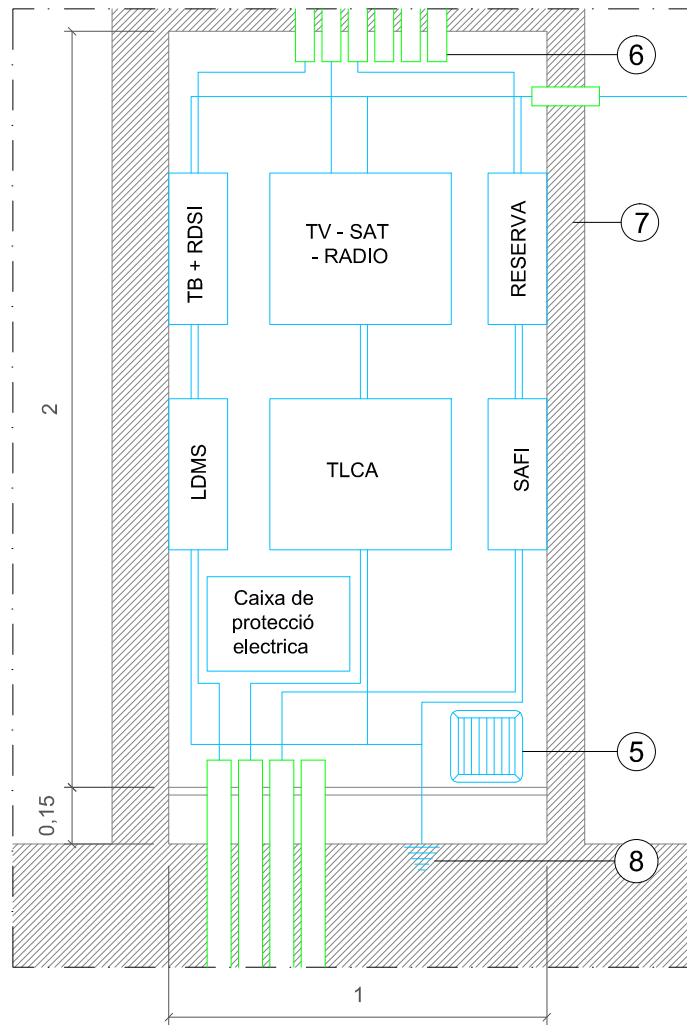 6
7
TB + RDSI
TV - SAT
- RADIO
RESERVA
2
LDMS
TLCA
SAFI
Caixa de
protecció
electrica
5
0,15
8
1